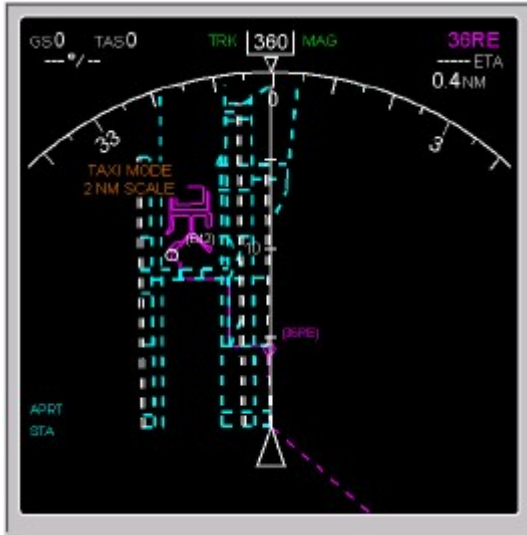 GS0 TAS0 TRK 360 MAG 36RE
---°/-- -----ETA
0.4NM
0
33
3
TAXI MODE
2 NM SCALE
10
(36RE)
APRT
STA